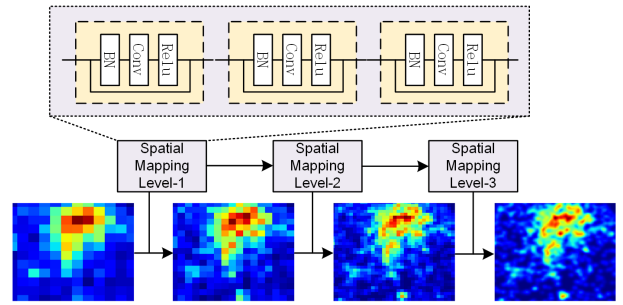 BN
Conv
Relu
BN
Conv
Relu
BN
Conv
Relu
Spatial
Mapping
Level-1
Spatial
Mapping
Level-2
Spatial
Mapping
Level-3